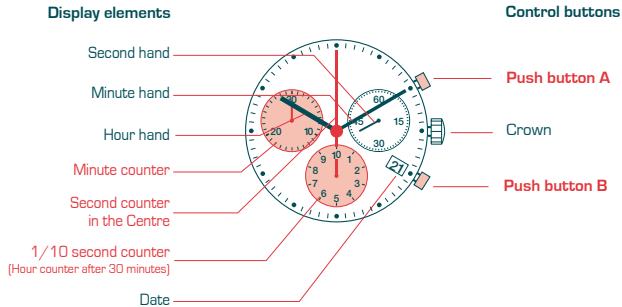 Display elements
Control buttons
Second hand
Minute hand
Hour hand
Minute counter
Second counter
in the Centre
1/10 second counter
(Hour counter after 30 minutes)
Date
Push button A
Crown
Push button B
30
20
10
60
45
15
30
10
9
1
8
2
7
3
6
4
5
21